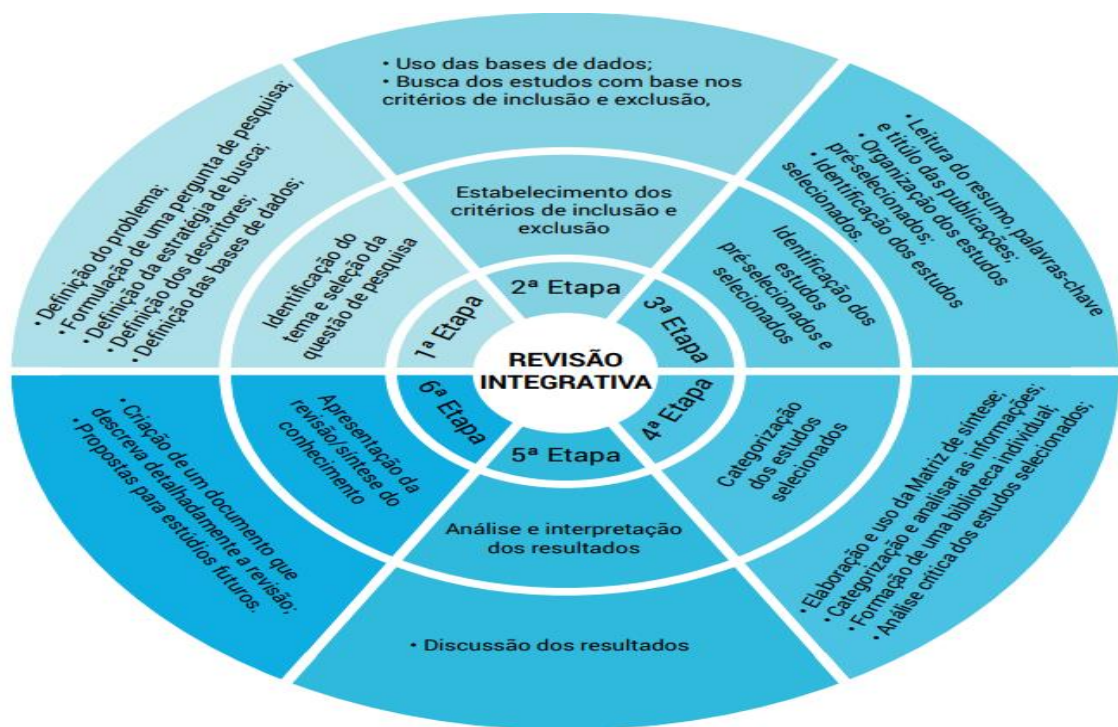 REVISÃO
INTEGRATIVA
1ª Etapa
Identificação do
tema e seleção da
questão de pesquisa
• Definição do problema;
• Formulação de uma pergunta de pesquisa;
• Definição da estratégia de busca;
• Definição dos descritores,
• Definição das bases de dados;
2ª Etapa
Estabelecimento dos
critérios de inclusão e
exclusão
• Uso das bases de dados;
• Busca dos estudos com base nos
critérios de inclusão e exclusão,
3ª Etapa
Identificação dos
estudos
pré-selecionados e
selecionados
• Leitura do resumo, palavras-chave
e título das publicações;
• Organização dos estudos
pré-selecionados;
• Identificação dos estudos
selecionados.
4ª Etapa
Categorização
dos estudos
selecionados
• Elaboração e uso da Matriz de síntese;
• Categorização e analisar as informações;
• Formação de uma biblioteca individual,
• Análise crítica dos estudos selecionados;
5ª Etapa
Análise e interpretação
dos resultados
• Discussão dos resultados
6ª Etapa
Apresentação da
revisão/síntese do
conhecimento
• Criação de um documento que
descreva detalhadamente a revisão;
• Propostas para estúdios futuros.